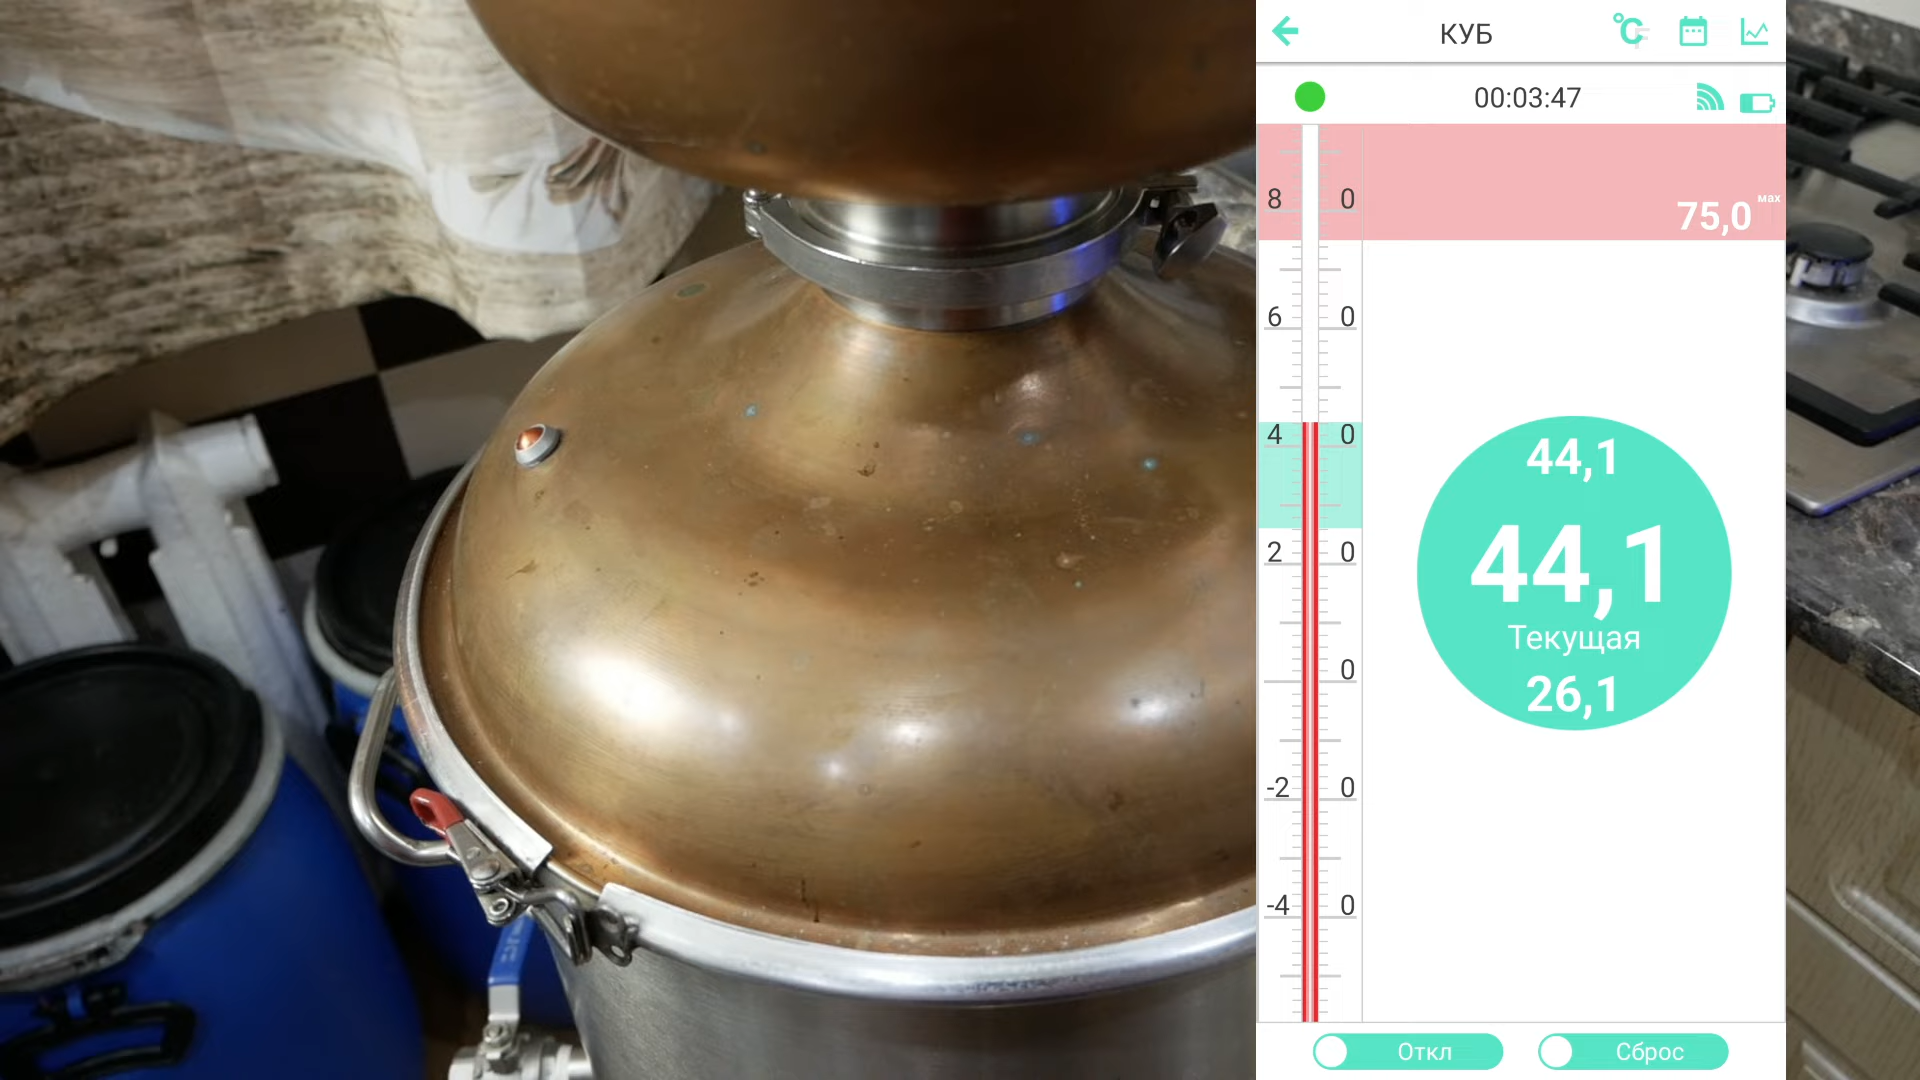 КУБ
°C
F
00:03:47
75,0 мах
8 0
6 0
4 0
2 0
0
-2 0
-4 0
44,1
44,1
Текущая
26,1
Откл
Сброс